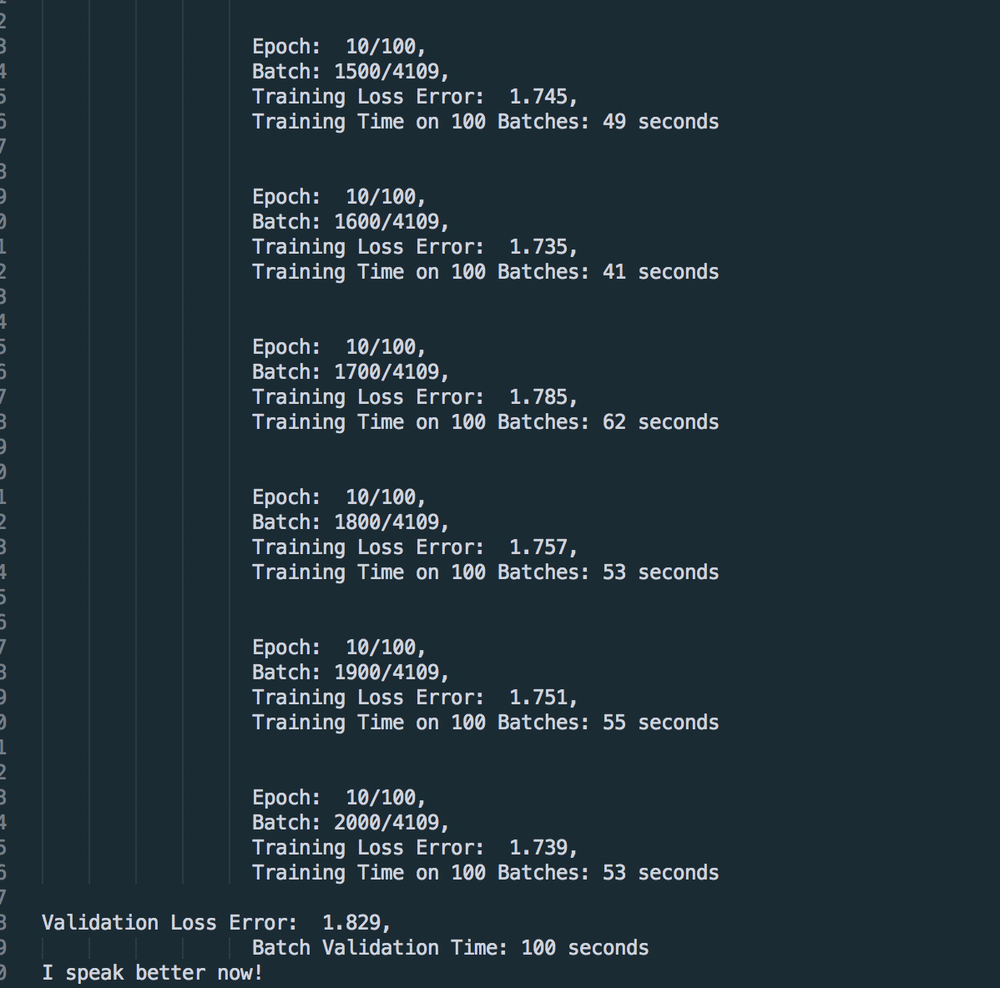 Epoch:  10/100,
Batch: 1500/4109,
Training Loss Error:  1.745,
Training Time on 100 Batches: 49 seconds
Epoch:  10/100,
Batch: 1600/4109,
Training Loss Error:  1.735,
Training Time on 100 Batches: 41 seconds
Epoch:  10/100,
Batch: 1700/4109,
Training Loss Error:  1.785,
Training Time on 100 Batches: 62 seconds
Epoch:  10/100,
Batch: 1800/4109,
Training Loss Error:  1.757,
Training Time on 100 Batches: 53 seconds
Epoch:  10/100,
Batch: 1900/4109,
Training Loss Error:  1.751,
Training Time on 100 Batches: 55 seconds
Epoch:  10/100,
Batch: 2000/4109,
Training Loss Error:  1.739,
Training Time on 100 Batches: 53 seconds
Validation Loss Error:  1.829,
Batch Validation Time: 100 seconds
I speak better now!